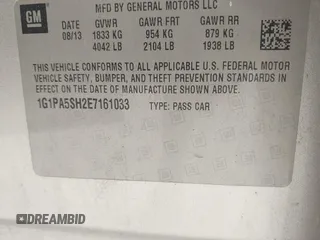 MFD BY GENERAL MOTORS LLC
GM
08/13
GVWR GAWR FRT GAWR RR
1833 KG 954 KG 879 KG
4042 LB 2104 LB 1938 LB
THIS VEHICLE CONFORMS TO ALL APPLICABLE U.S. FEDERAL MOTOR
VEHICLE SAFETY, BUMPER, AND THEFT PREVENTION STANDARDS IN
EFFECT ON THE DATE OF MANUFACTURE SHOWN ABOVE.
1G1PA5SH2E7161033 TYPE: PASS CAR
DREAMBID